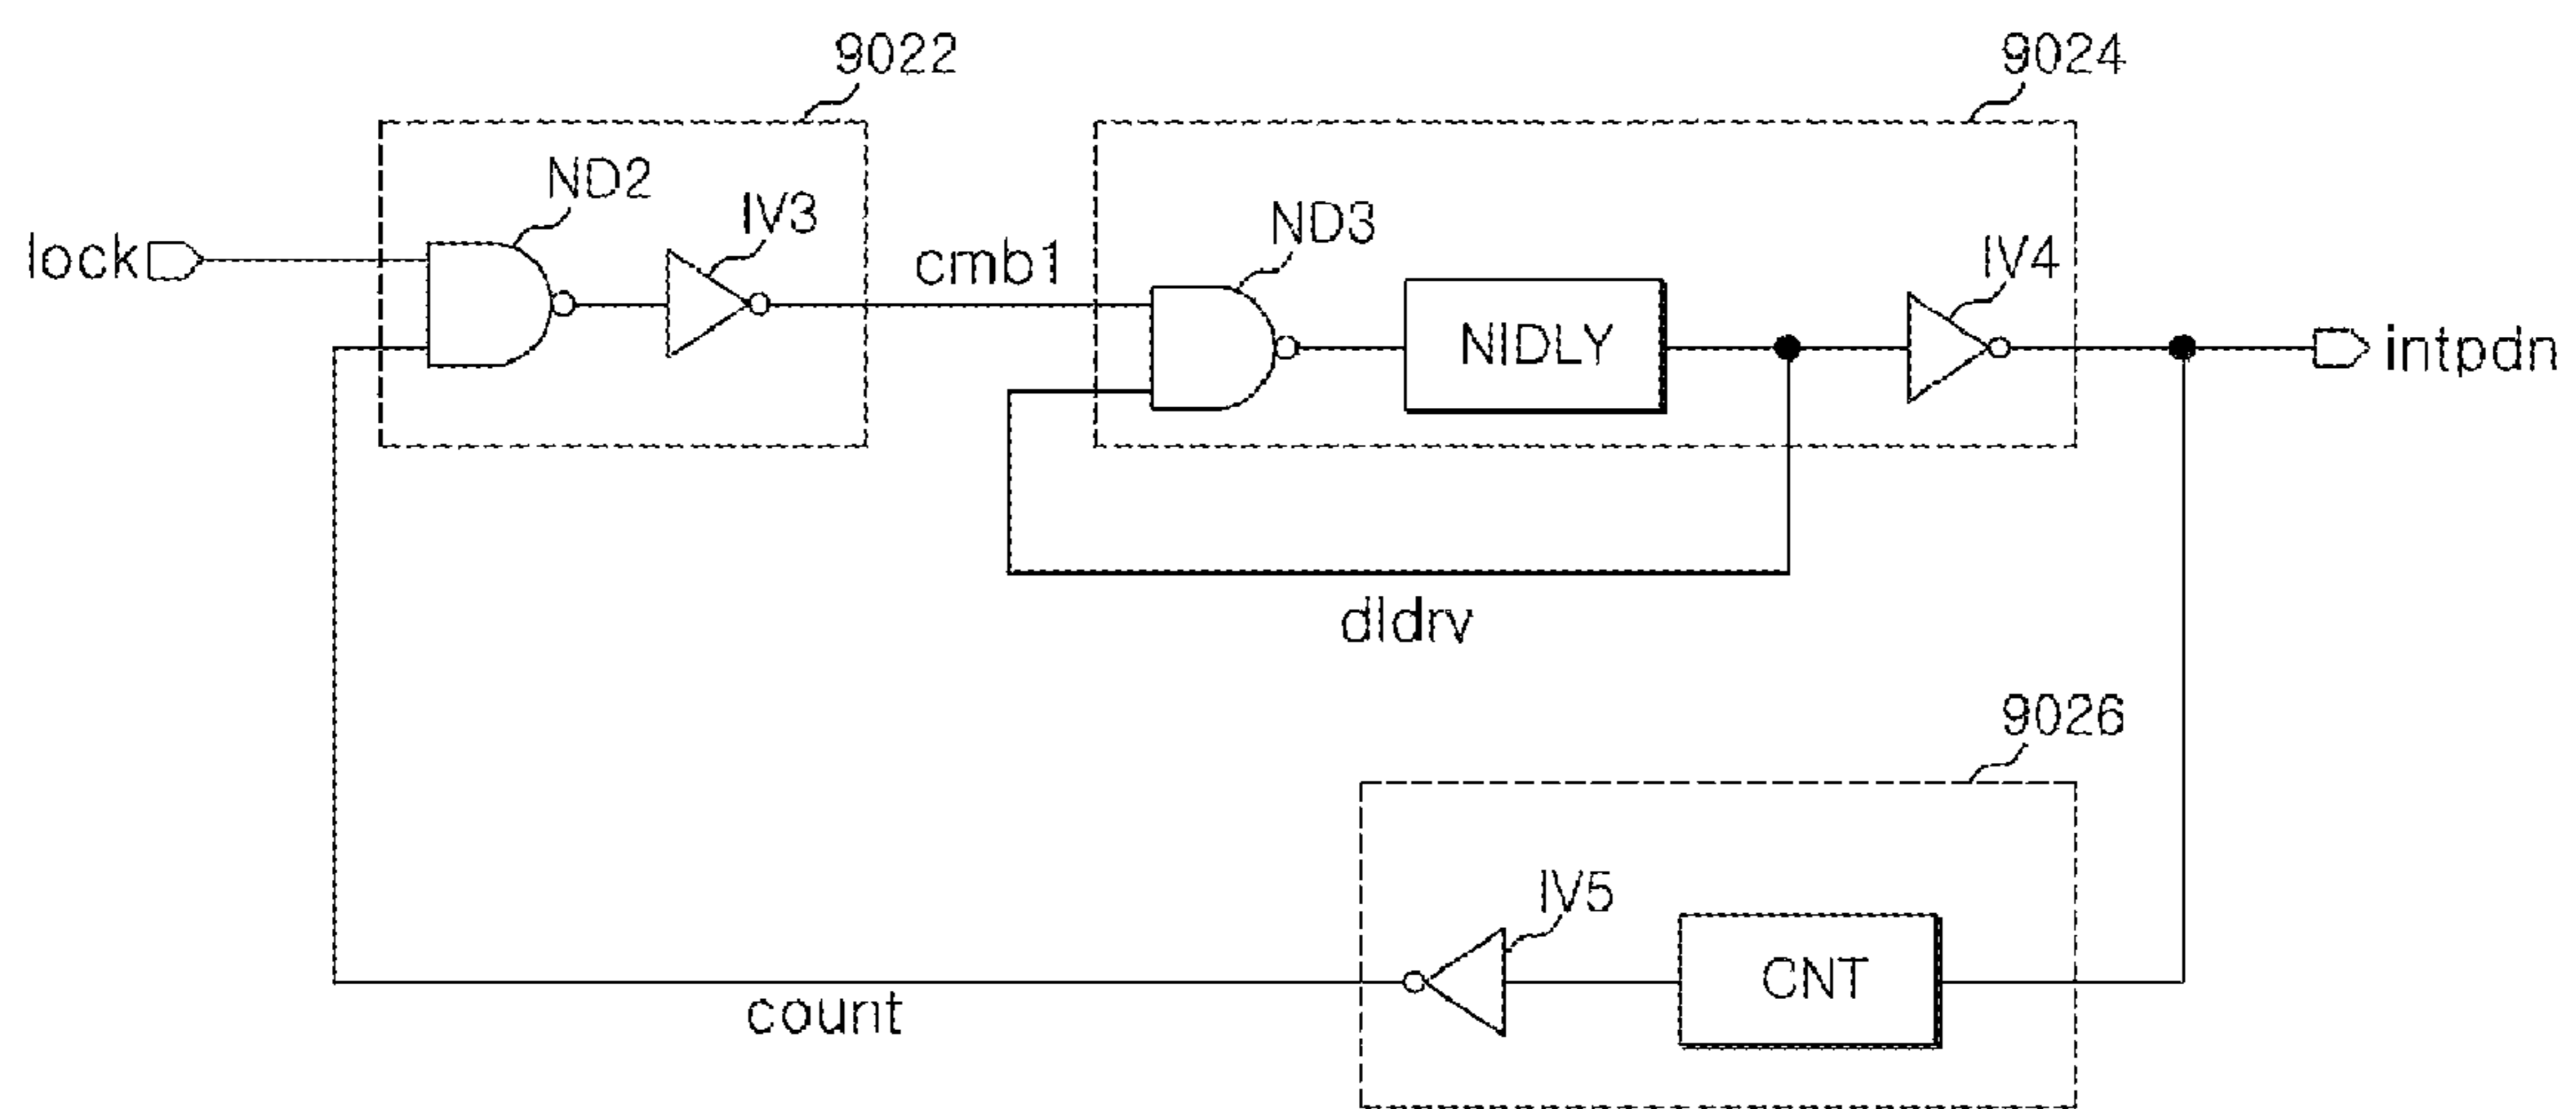 9022
9024
ND2
IV3
ND3
IV4
lock
cmb1
NIDLY
intpdn
dldrv
9026
IV5
CNT
count